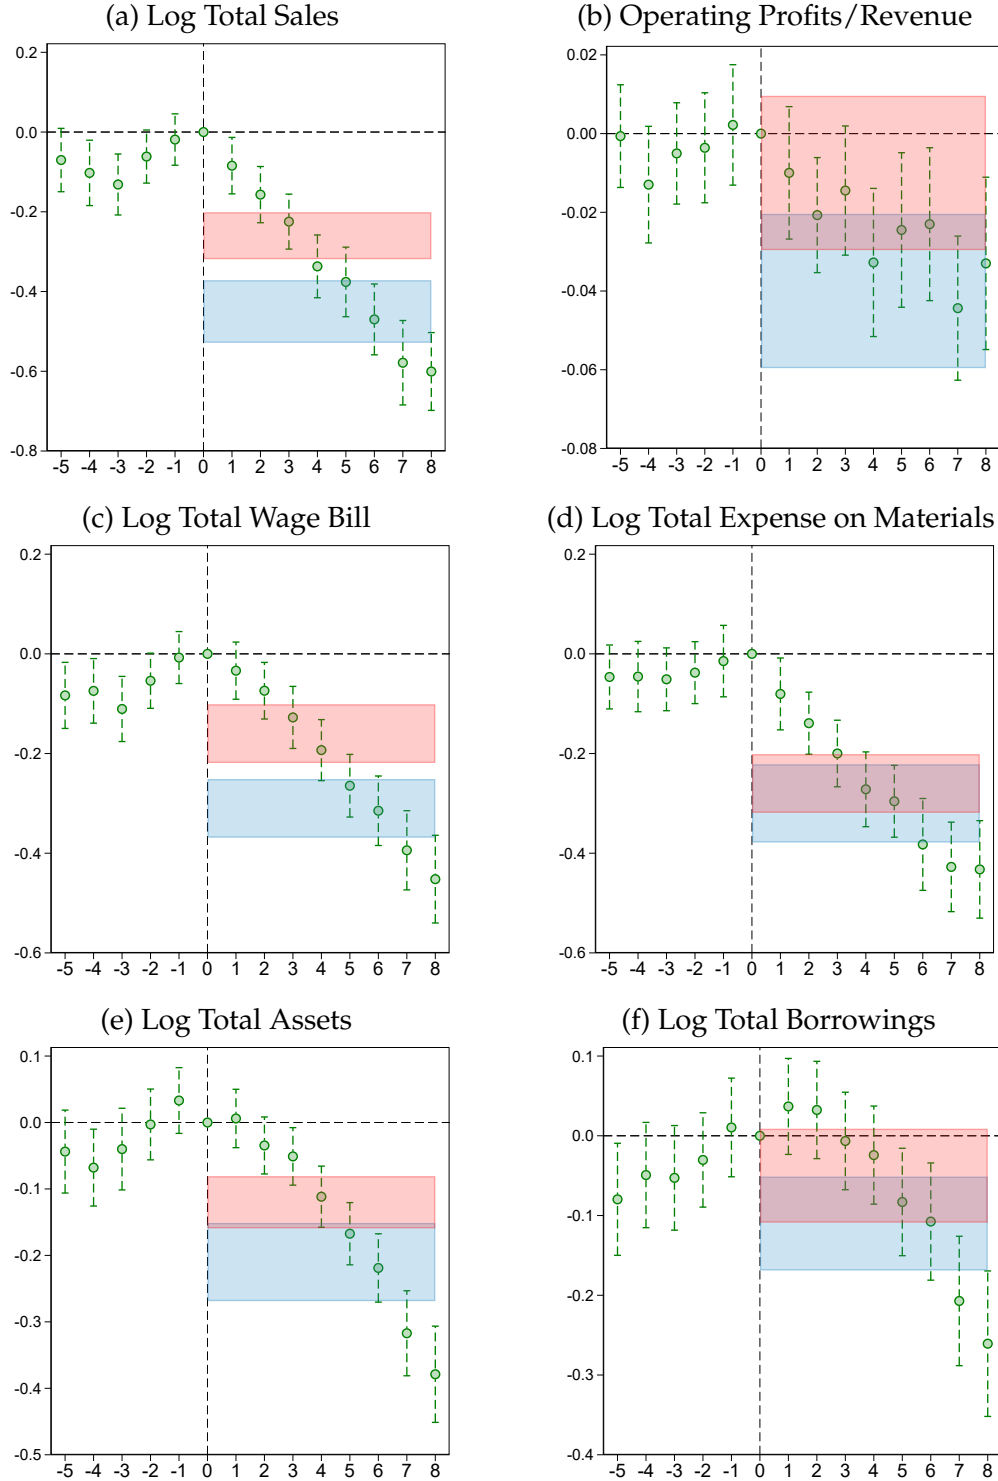 (a) Log Total Sales
0.2
0.0
-0.2
-0.4
-0.6
-0.8
-5 -4 -3 -2 -1 0 1 2 3 4 5 6 7 8
(b) Operating Profits/Revenue
0.02
0.00
-0.02
-0.04
-0.06
-0.08
-5 -4 -3 -2 -1 0 1 2 3 4 5 6 7 8
(c) Log Total Wage Bill
0.2
0.0
-0.2
-0.4
-0.6
-5 -4 -3 -2 -1 0 1 2 3 4 5 6 7 8
(d) Log Total Expense on Materials
0.2
0.0
-0.2
-0.4
-0.6
-5 -4 -3 -2 -1 0 1 2 3 4 5 6 7 8
(e) Log Total Assets
0.1
0.0
-0.1
-0.2
-0.3
-0.4
-0.5
-5 -4 -3 -2 -1 0 1 2 3 4 5 6 7 8
(f) Log Total Borrowings
0.1
0.0
-0.1
-0.2
-0.3
-0.4
-5 -4 -3 -2 -1 0 1 2 3 4 5 6 7 8